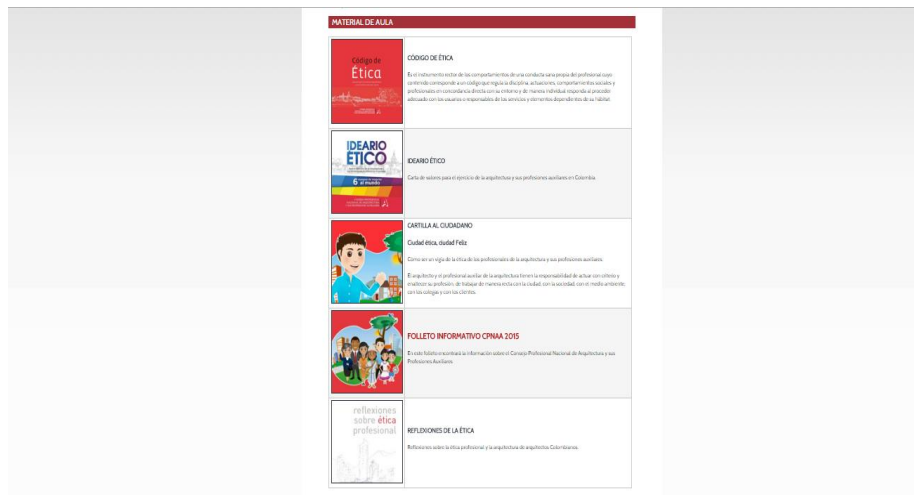 MATERIAL DE AULA
Código de
Ética
CÓDIGO DE ÉTICA
Es el instrumento rector de los comportamientos de una conducta sana propia del profesional cuyo
contenido corresponde a un código que regula la disciplina, actuaciones, comportamientos sociales y
profesionales en concordancia directa con su entorno y de manera individual responda al proceder
adecuado con los usuarios o responsables de los servicios y elementos dependientes de su hábitat.
IDEARIO
ÉTICO
6
al mundo
IDEARIO ÉTICO
Carta de valores para el ejercicio de la arquitectura y sus profesiones auxiliares en Colombia.
CARTILLA AL CIUDADANO
Ciudad ética, ciudad Feliz
Como ser un vigía de la ética de los profesionales de la arquitectura y sus profesiones auxiliares.
El arquitecto y el profesional auxiliar de la arquitectura tienen la responsabilidad de actuar con criterio y
enaltecer su profesión; de trabajar de manera recta con la ciudad, con la sociedad, con el medio ambiente,
con los colegas y con los clientes.
FOLLETO INFORMATIVO CPNAA 2015
En este folleto encontrará la información sobre el Consejo Profesional Nacional de Arquitectura y sus
Profesiones Auxiliares
reflexiones
sobre ética
profesional
REFLEXIONES DE LA ÉTICA
Reflexiones sobre la ética profesional y la arquitectura de arquitectos Colombianos.